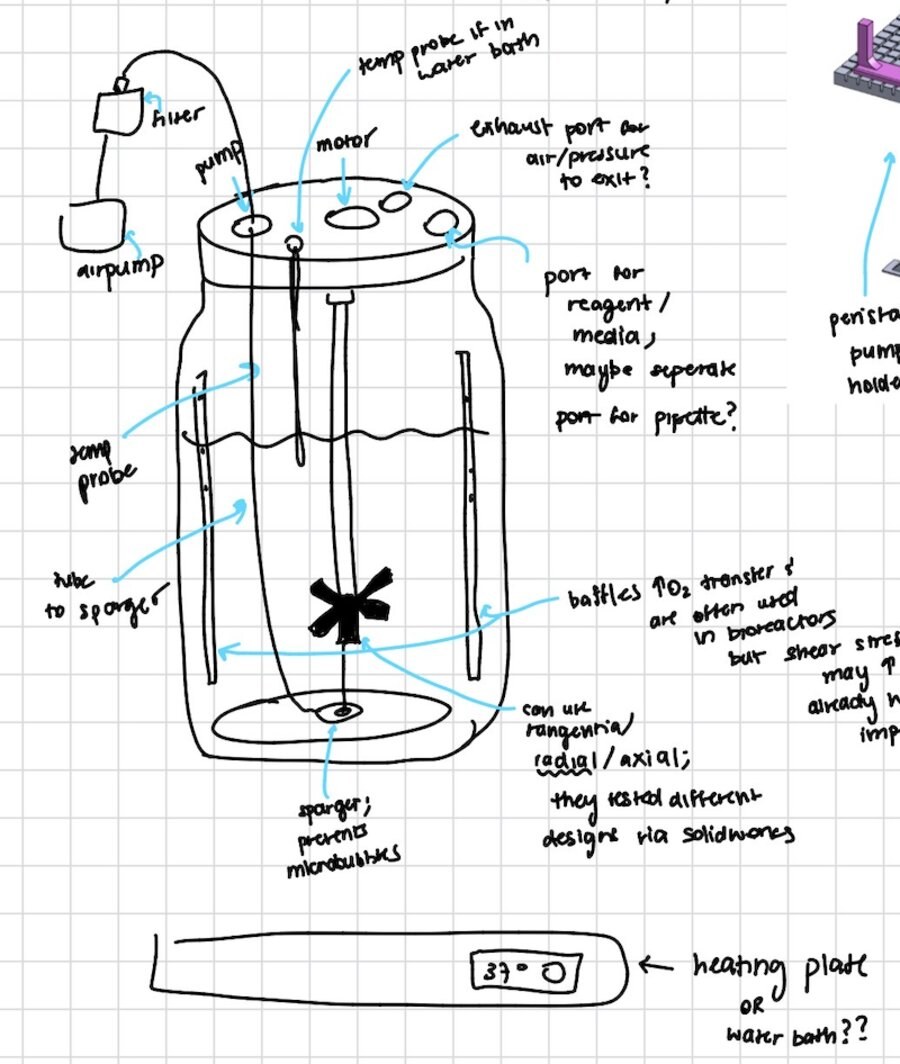 temp probe if in
water bath
filter
pump
motor
exhaust port for
air/pressure
to exit?
airpump
port for
reagent/
media,
maybe seperate
port for pipette?
perista
pump
holde
temp
probe
tube
to sparger
baffles ↑O₂ transfer &
are often used
in bioreactors
but shear stres
may ↑
already h
imp
can use
tangential
radial/axial;
they tested different
designs via solidworks
sparger;
prevents
microbubbles
37°
← heating plate
OR
water bath??